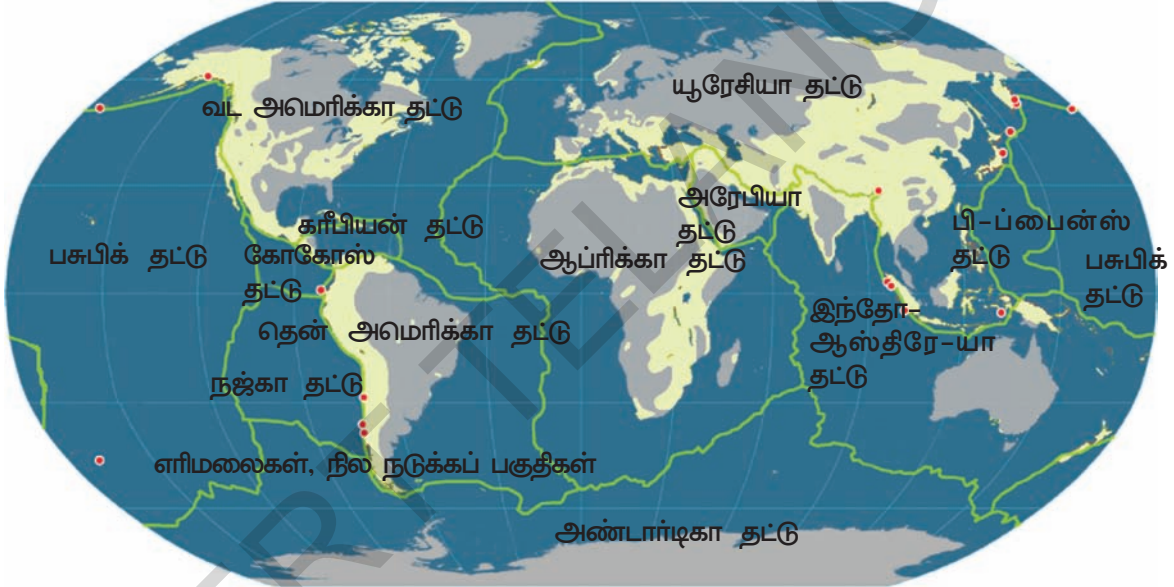 யூரேசியா தட்டு
வட அமெரிக்கா தட்டு
அரேபியா
தட்டு
கரீபியன் தட்டு
பி-ப்பைன்ஸ்
தட்டு
பசுபிக் தட்டு
கோகோஸ்
தட்டு
ஆப்ரிக்கா தட்டு
பசுபிக்
தட்டு
இந்தோ-
ஆஸ்திரே-யா
தட்டு
தென் அமெரிக்கா தட்டு
நஜ்கா தட்டு
எரிமலைகள், நில நடுக்கப் பகுதிகள்
அண்டார்டிகா தட்டு